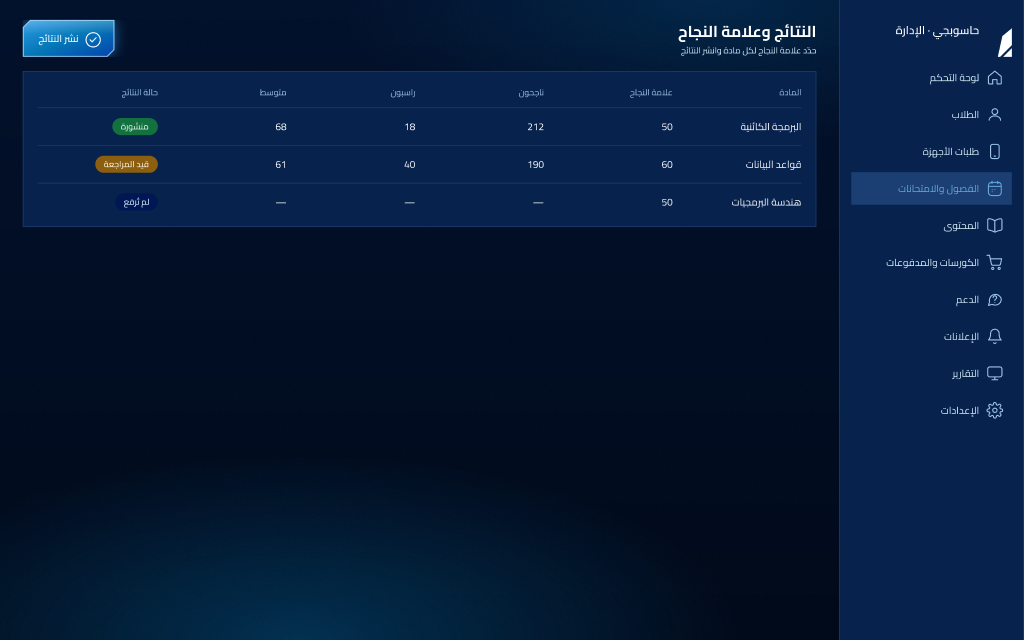 حاسوبجي · الإدارة
لوحة التحكم
الطلاب
طلبات الأجهزة
الفصول والامتحانات
المحتوى
الكورسات والمدفوعات
الدعم
الإعلانات
التقارير
الإعدادات
النتائج وعلامة النجاح
حدّد علامة النجاح لكل مادة وانشر النتائج
نشر النتائج
المادة علامة النجاح ناجحون راسبون متوسط حالة النتائج
البرمجة الكائنية 50 212 18 68 منشورة
قواعد البيانات 60 190 40 61 قيد المراجعة
هندسة البرمجيات 50 — — — لم تُرفع